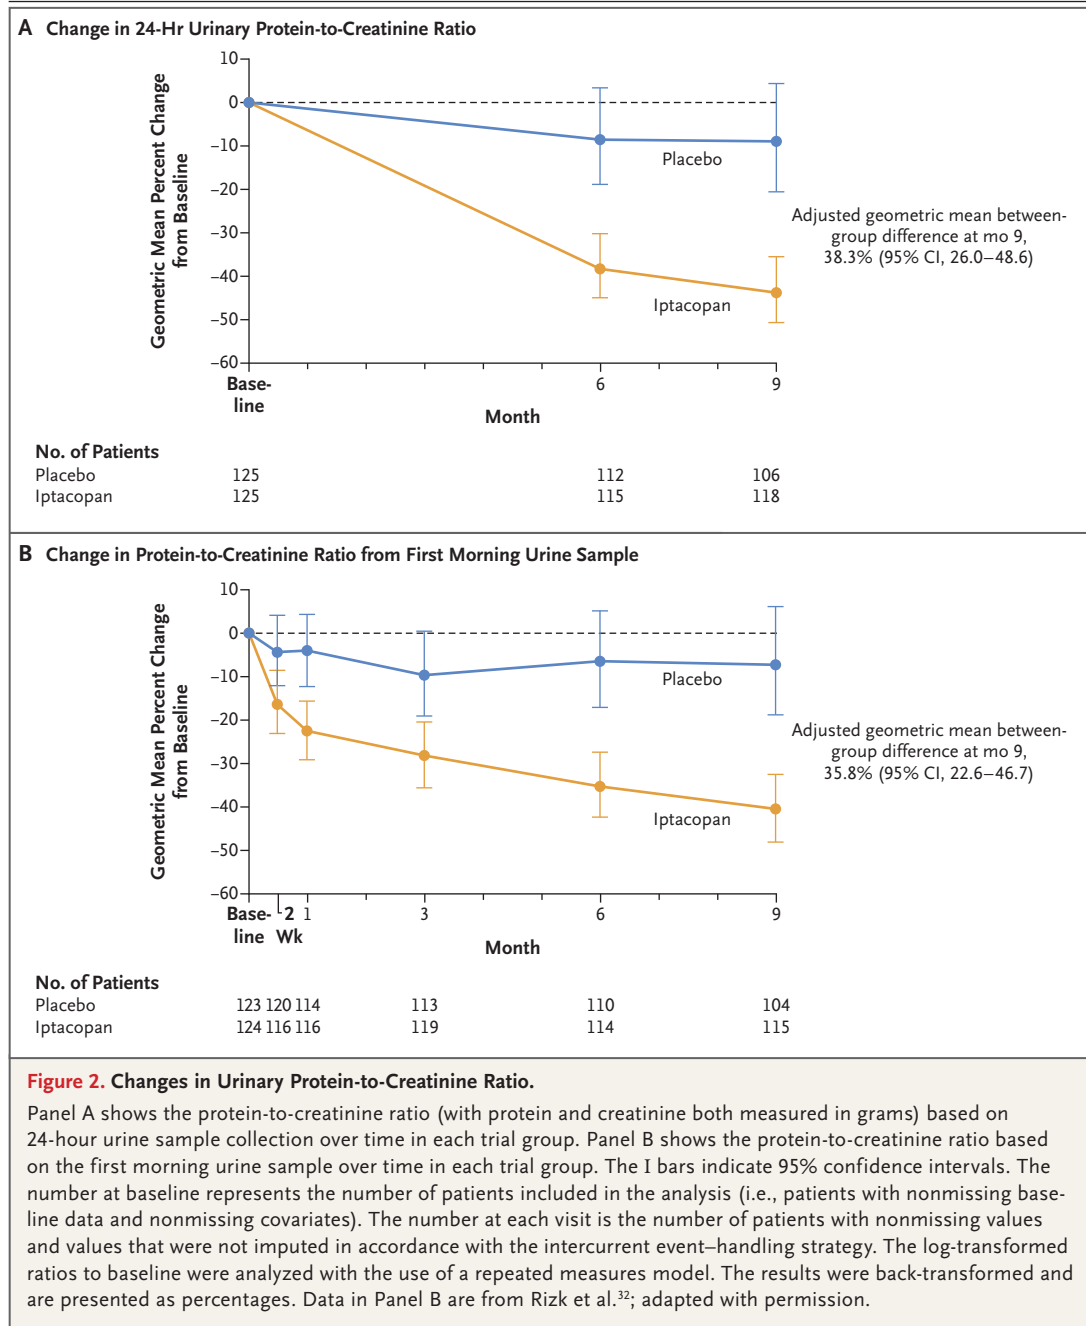 A Change in 24-Hr Urinary Protein-to-Creatinine Ratio
Geometric Mean Percent Change
from Baseline
10
0
−10
−20
−30
−40
−50
−60
Placebo
Iptacopan
Adjusted geometric mean between-
group difference at mo 9,
38.3% (95% CI, 26.0–48.6)
Base-
line
6
9
Month
No. of Patients
Placebo 125 112 106
Iptacopan 125 115 118
B Change in Protein-to-Creatinine Ratio from First Morning Urine Sample
Geometric Mean Percent Change
from Baseline
10
0
−10
−20
−30
−40
−50
−60
Placebo
Iptacopan
Adjusted geometric mean between-
group difference at mo 9,
35.8% (95% CI, 22.6–46.7)
Base- 2 1 3 6 9
line Wk
Month
No. of Patients
Placebo 123 120 114 113 110 104
Iptacopan 124 116 116 119 114 115
Figure 2. Changes in Urinary Protein-to-Creatinine Ratio.
Panel A shows the protein-to-creatinine ratio (with protein and creatinine both measured in grams) based on
24-hour urine sample collection over time in each trial group. Panel B shows the protein-to-creatinine ratio based
on the first morning urine sample over time in each trial group. The I bars indicate 95% confidence intervals. The
number at baseline represents the number of patients included in the analysis (i.e., patients with nonmissing base-
line data and nonmissing covariates). The number at each visit is the number of patients with nonmissing values
and values that were not imputed in accordance with the intercurrent event–handling strategy. The log-transformed
ratios to baseline were analyzed with the use of a repeated measures model. The results were back-transformed and
are presented as percentages. Data in Panel B are from Rizk et al.³²; adapted with permission.